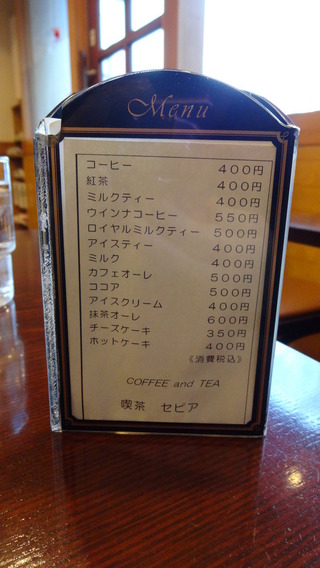 Menu
コーヒー 400円
紅茶 400円
ミルクティー 400円
ウインナコーヒー 550円
ロイヤルミルクティー 500円
アイスティー 400円
ミルク 400円
カフェオーレ 500円
ココア 500円
アイスクリーム 400円
抹茶オーレ 600円
チーズケーキ 350円
ホットケーキ 400円
《消費税込》
COFFEE and TEA
喫茶 セピア